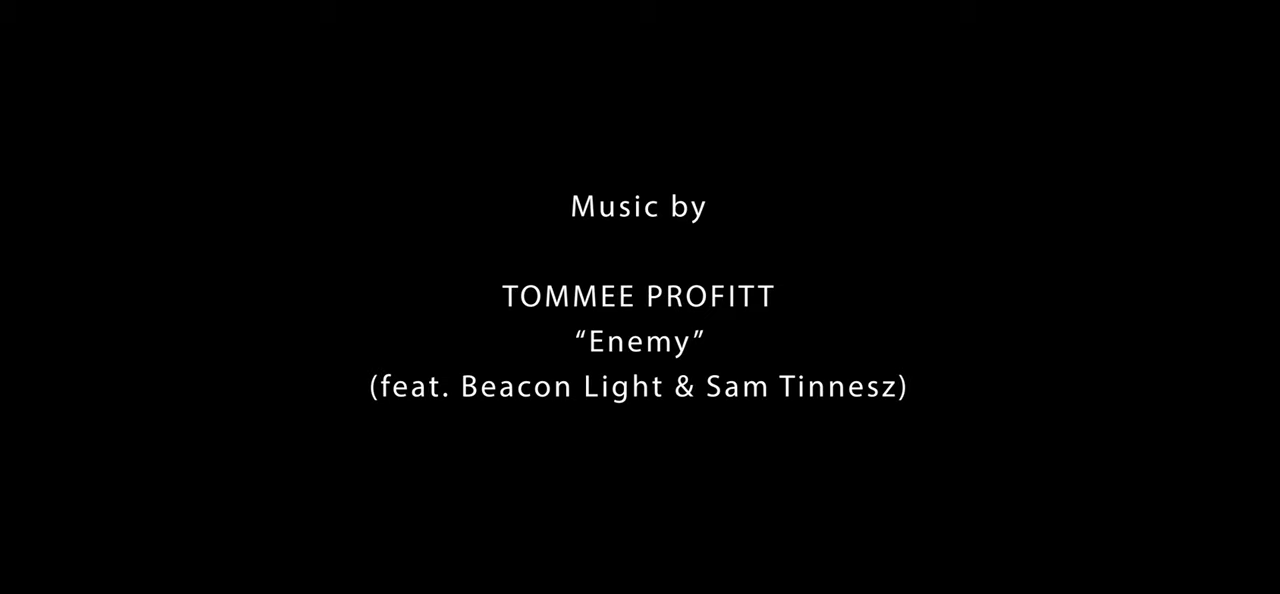 Music by
TOMMEE PROFITT
“Enemy”
(feat. Beacon Light & Sam Tinnesz)